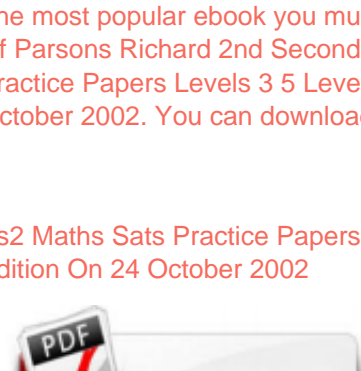 ne most popular ebook you mu
f Parsons Richard 2nd Second
ractice Papers Levels 3 5 Leve
ctober 2002. You can downloa
s2 Maths Sats Practice Papers
dition On 24 October 2002
PDF